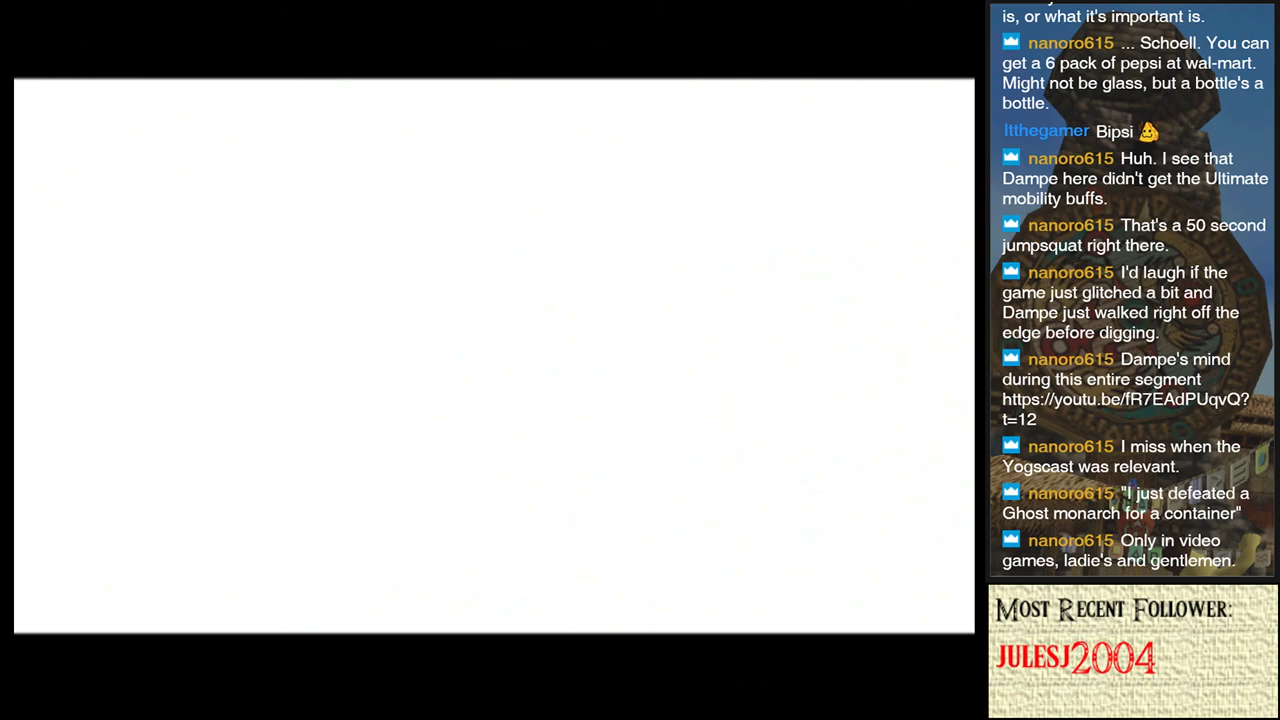 is, or what it's important is.
nanoro615 ... Schoell. You can
get a 6 pack of pepsi at wal-mart.
Might not be glass, but a bottle's a
bottle.
ltthegamer Bipsi
nanoro615 Huh. I see that
Dampe here didn't get the Ultimate
mobility buffs.
nanoro615 That's a 50 second
jumpsquat right there.
nanoro615 I'd laugh if the
game just glitched a bit and
Dampe just walked right off the
edge before digging.
nanoro615 Dampe's mind
during this entire segment
https://youtu.be/fR7EAdPUqvQ?
t=12
nanoro615 I miss when the
Yogscast was relevant.
nanoro615 "I just defeated a
Ghost monarch for a container"
nanoro615 Only in video
games, ladie's and gentlemen.
Most Recent Follower:
julesj2004